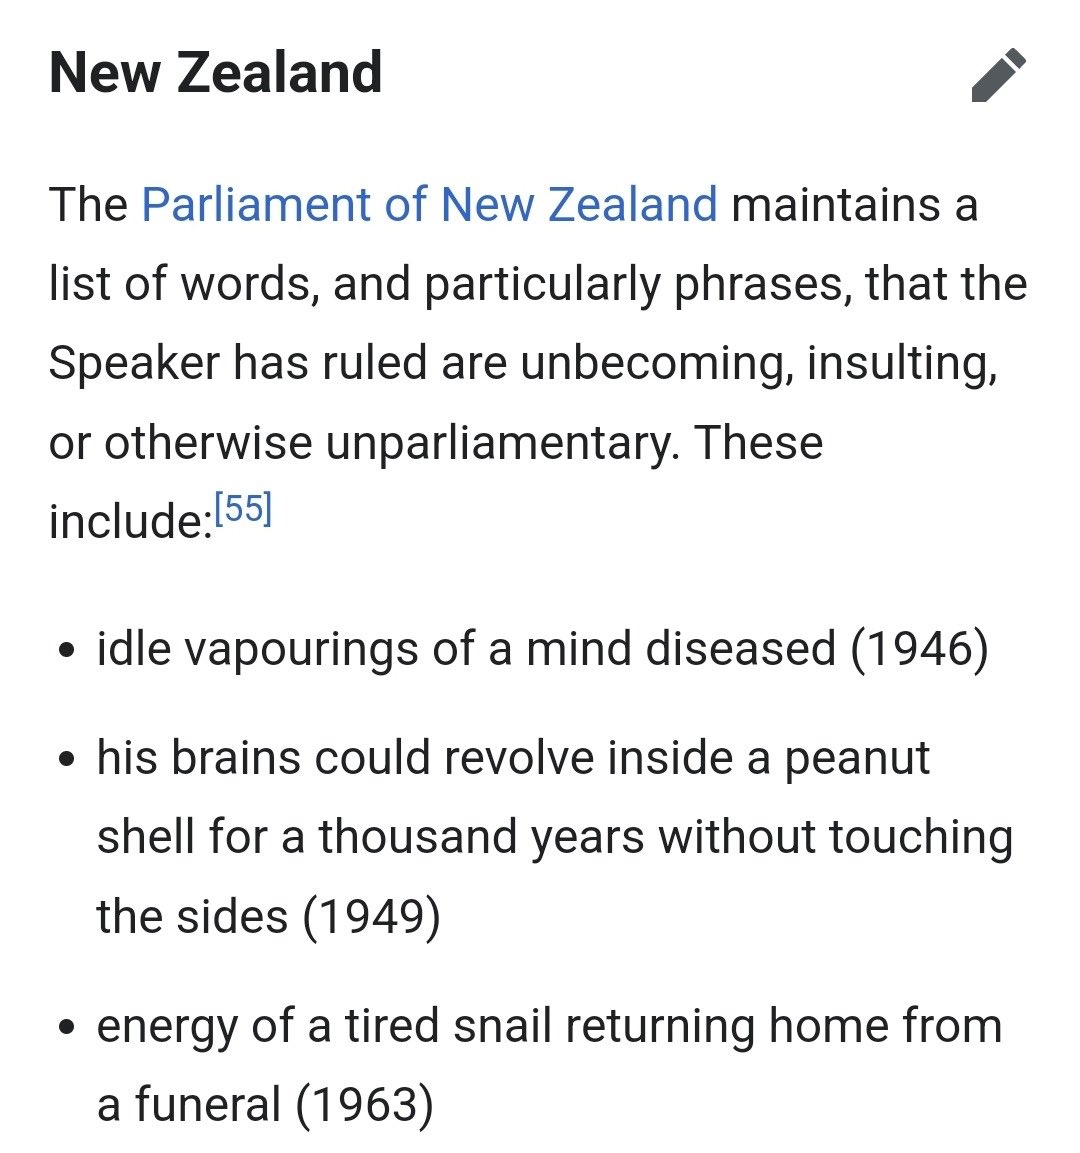 New Zealand
The Parliament of New Zealand maintains a
list of words, and particularly phrases, that the
Speaker has ruled are unbecoming, insulting,
or otherwise unparliamentary. These
include:[55]
• idle vapourings of a mind diseased (1946)
• his brains could revolve inside a peanut
shell for a thousand years without touching
the sides (1949)
• energy of a tired snail returning home from
a funeral (1963)